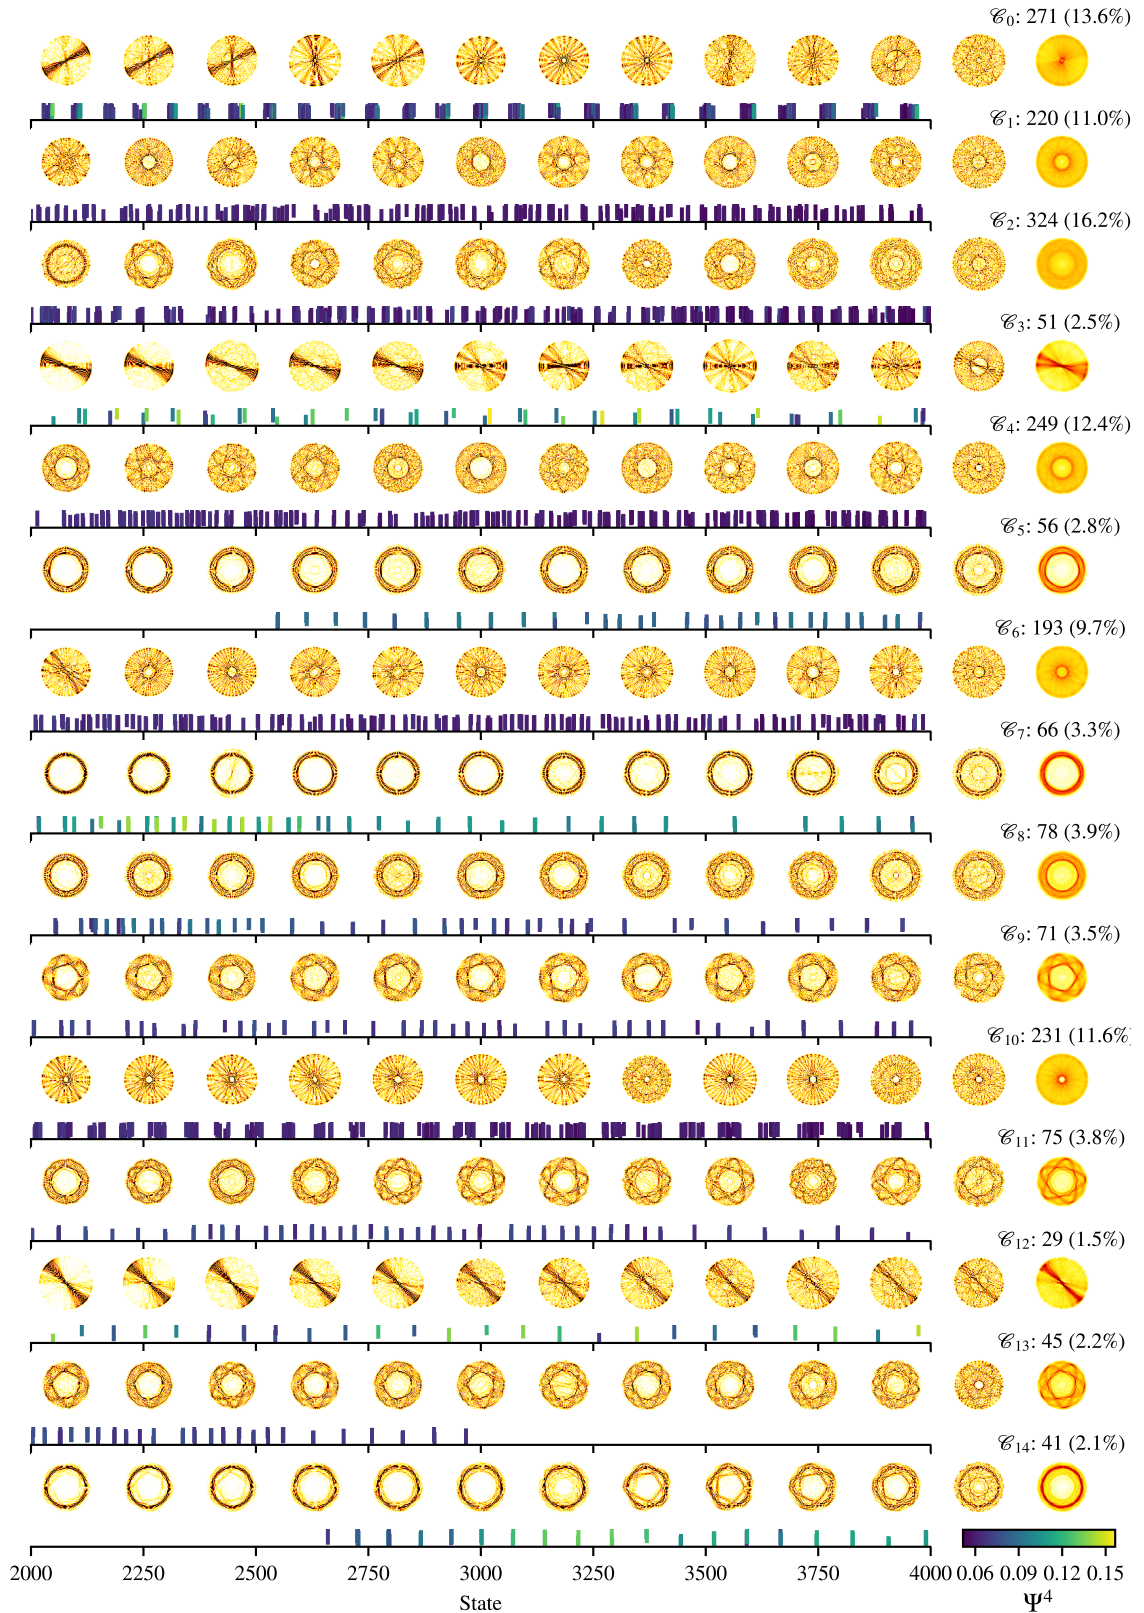 𝒞0: 271 (13.6%)
𝒞1: 220 (11.0%)
𝒞2: 324 (16.2%)
𝒞3: 51 (2.5%)
𝒞4: 249 (12.4%)
𝒞5: 56 (2.8%)
𝒞6: 193 (9.7%)
𝒞7: 66 (3.3%)
𝒞8: 78 (3.9%)
𝒞9: 71 (3.5%)
𝒞10: 231 (11.6%)
𝒞11: 75 (3.8%)
𝒞12: 29 (1.5%)
𝒞13: 45 (2.2%)
𝒞14: 41 (2.1%)
2000 2250 2500 2750 3000 3250 3500 3750 4000 0.06 0.09 0.12 0.15
State Ψ4